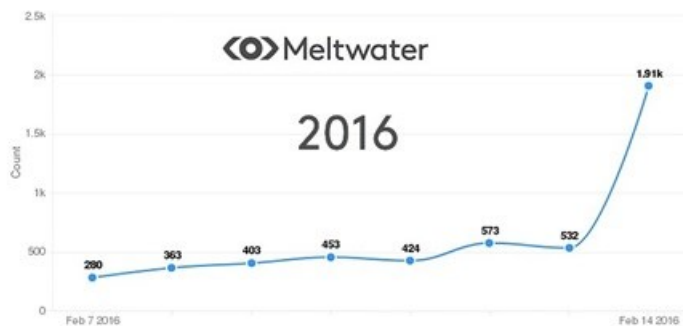 2.5k
Meltwater
2k
1.91k
2016
1.5k
Count
1k
573
532
500
453
424
403
363
280
0
Feb 7 2016
Feb 14 2016